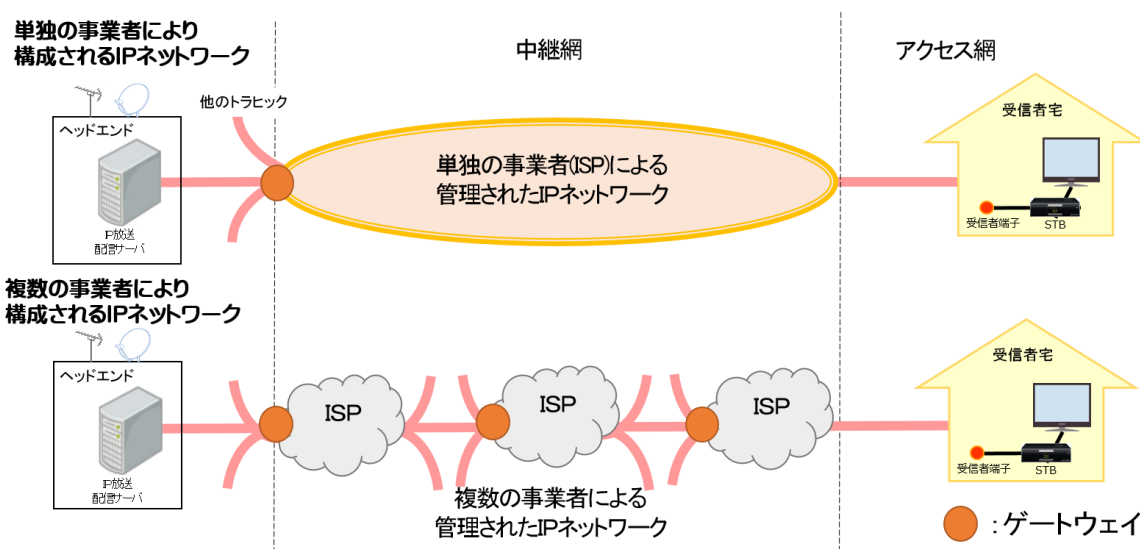 単独の事業者により
構成されるIPネットワーク
中継網
アクセス網
他のトラヒック
ヘッドエンド
受信者宅
単独の事業者(ISP)による
管理されたIPネットワーク
受信者端子
STB
IP放送
配信サーバ
複数の事業者により
構成されるIPネットワーク
ヘッドエンド
受信者宅
ISP
ISP
ISP
受信者端子
STB
IP放送
配信サーバ
複数の事業者による
管理されたIPネットワーク
:ゲートウェイ